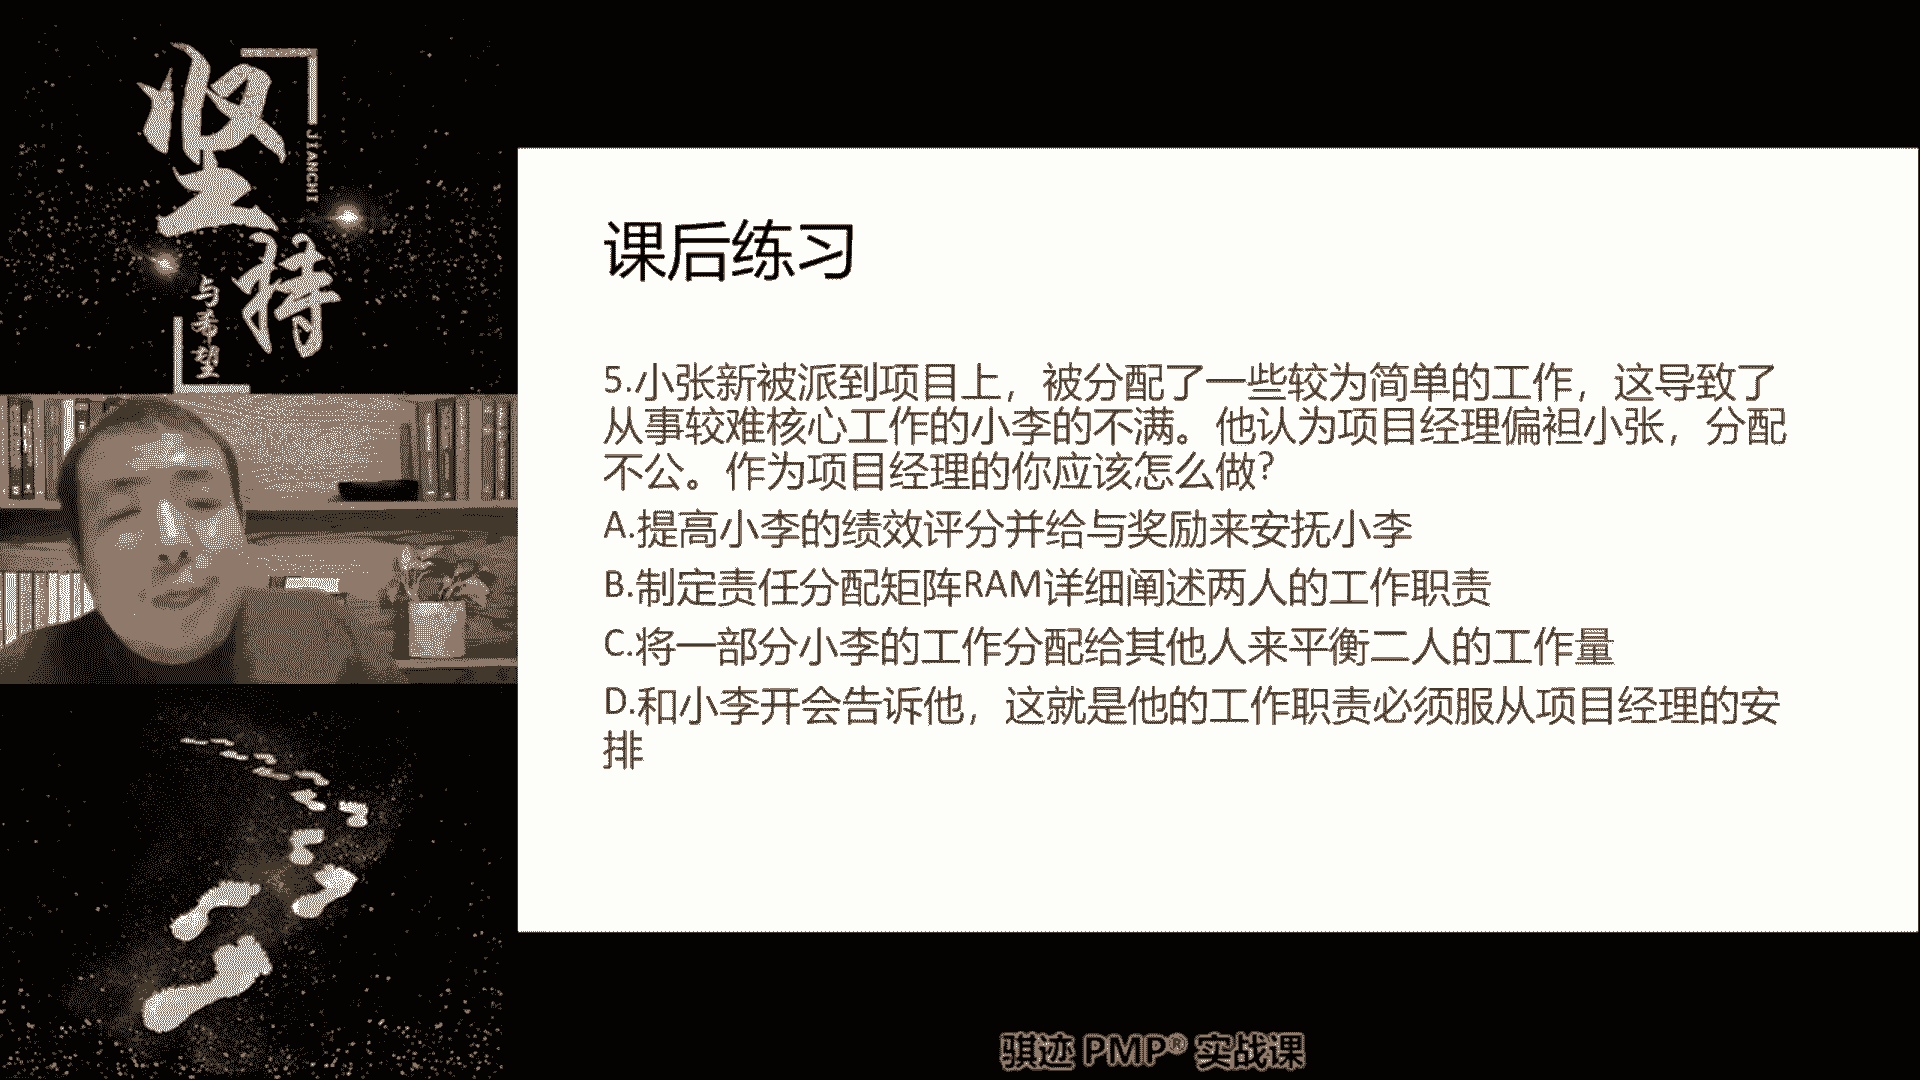 坚持
JIANCHI
与希望
课后练习
5.小张新被派到项目上，被分配了一些较为简单的工作，这导致了
从事较难核心工作的小李的不满。他认为项目经理偏袒小张，分配
不公。作为项目经理的你应该怎么做?
A.提高小李的绩效评分并给与奖励来安抚小李
B.制定责任分配矩阵RAM详细阐述两人的工作职责
C.将一部分小李的工作分配给其他人来平衡二人的工作量
D.和小李开会告诉他，这就是他的工作职责必须服从项目经理的安
排
骐迹 PMP® 实战课